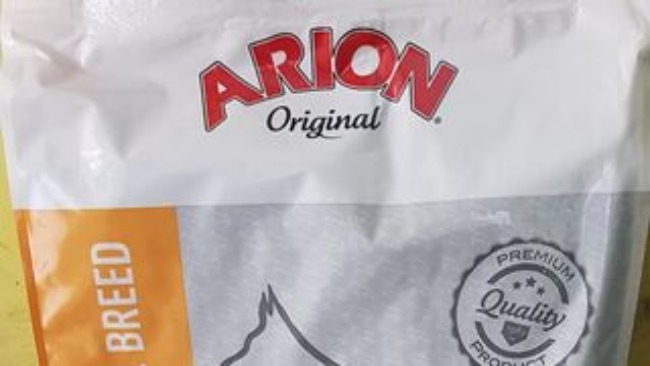 ARION
Original
BREED
PREMIUM
Quality
PRODUCT